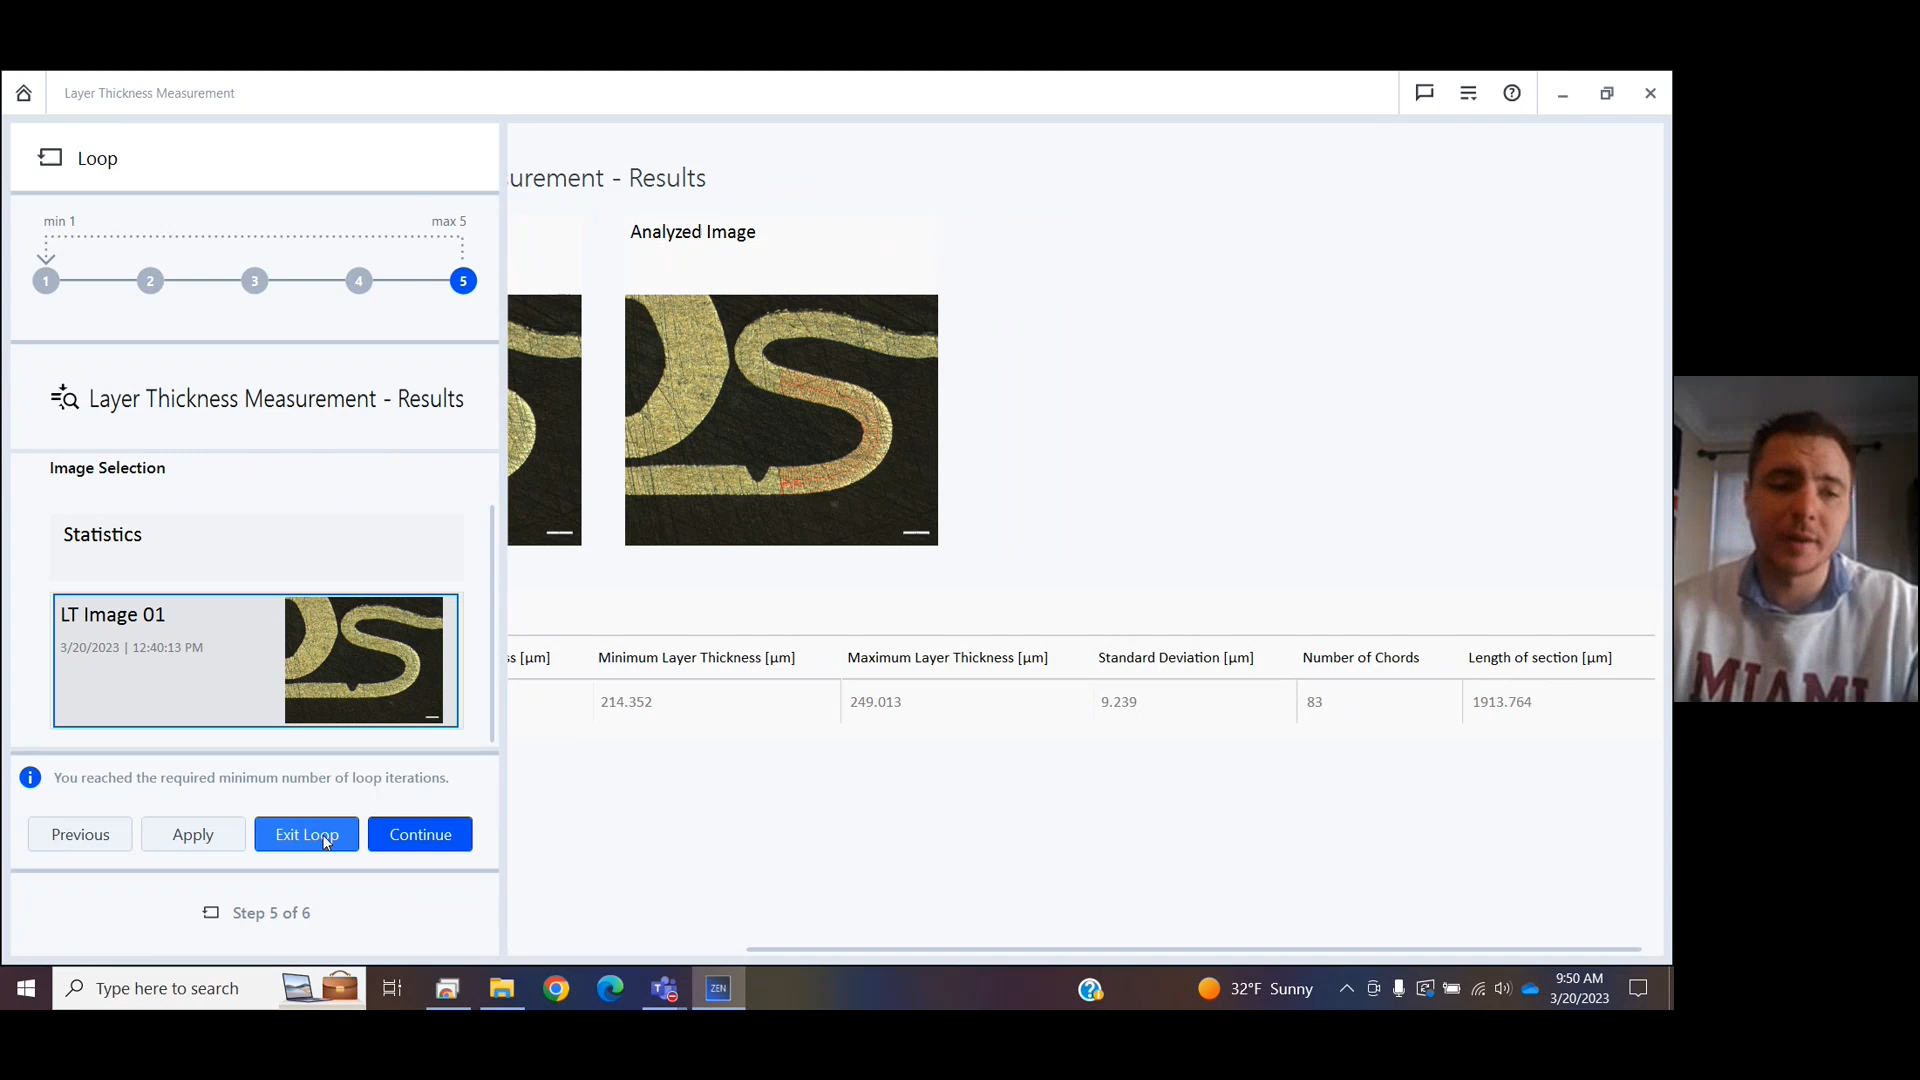 Layer Thickness Measurement
Loop
min 1
max 5
1
2
3
4
5
Layer Thickness Measurement - Results
Image Selection
Statistics
LT Image 01
3/20/2023 | 12:40:13 PM
You reached the required minimum number of loop iterations.
Previous
Apply
Exit Loop
Continue
Step 5 of 6
surement - Results
Analyzed Image
ss [µm]
Minimum Layer Thickness [µm]
Maximum Layer Thickness [µm]
Standard Deviation [µm]
Number of Chords
Length of section [µm]
214.352
249.013
9.239
83
1913.764
MIAMI
Type here to search
ZEN
32°F Sunny
9:50 AM
3/20/2023